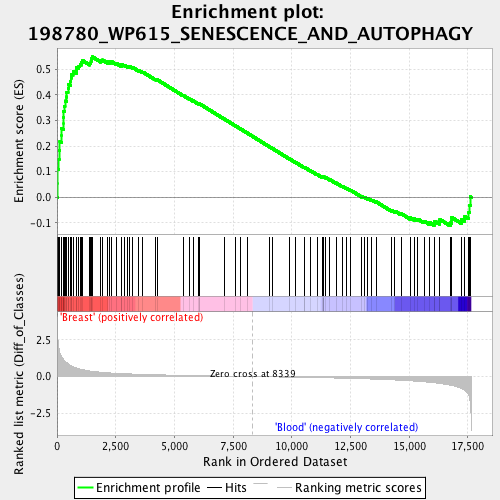 Enrichment plot:
198780_WP615_SENESCENCE_AND_AUTOPHAGY
Enrichment score (ES)
0.5
0.4
0.3
0.2
0.1
0.0
-0.1
'Breast' (positively correlated)
Ranked list metric (Diff_of_Classes)
2.5
0.0
-2.5
Zero cross at 8339
'Blood' (negatively correlated)
0
2,500
5,000
7,500
10,000
12,500
15,000
17,500
Rank in Ordered Dataset
Enrichment profile
Hits
Ranking metric scores